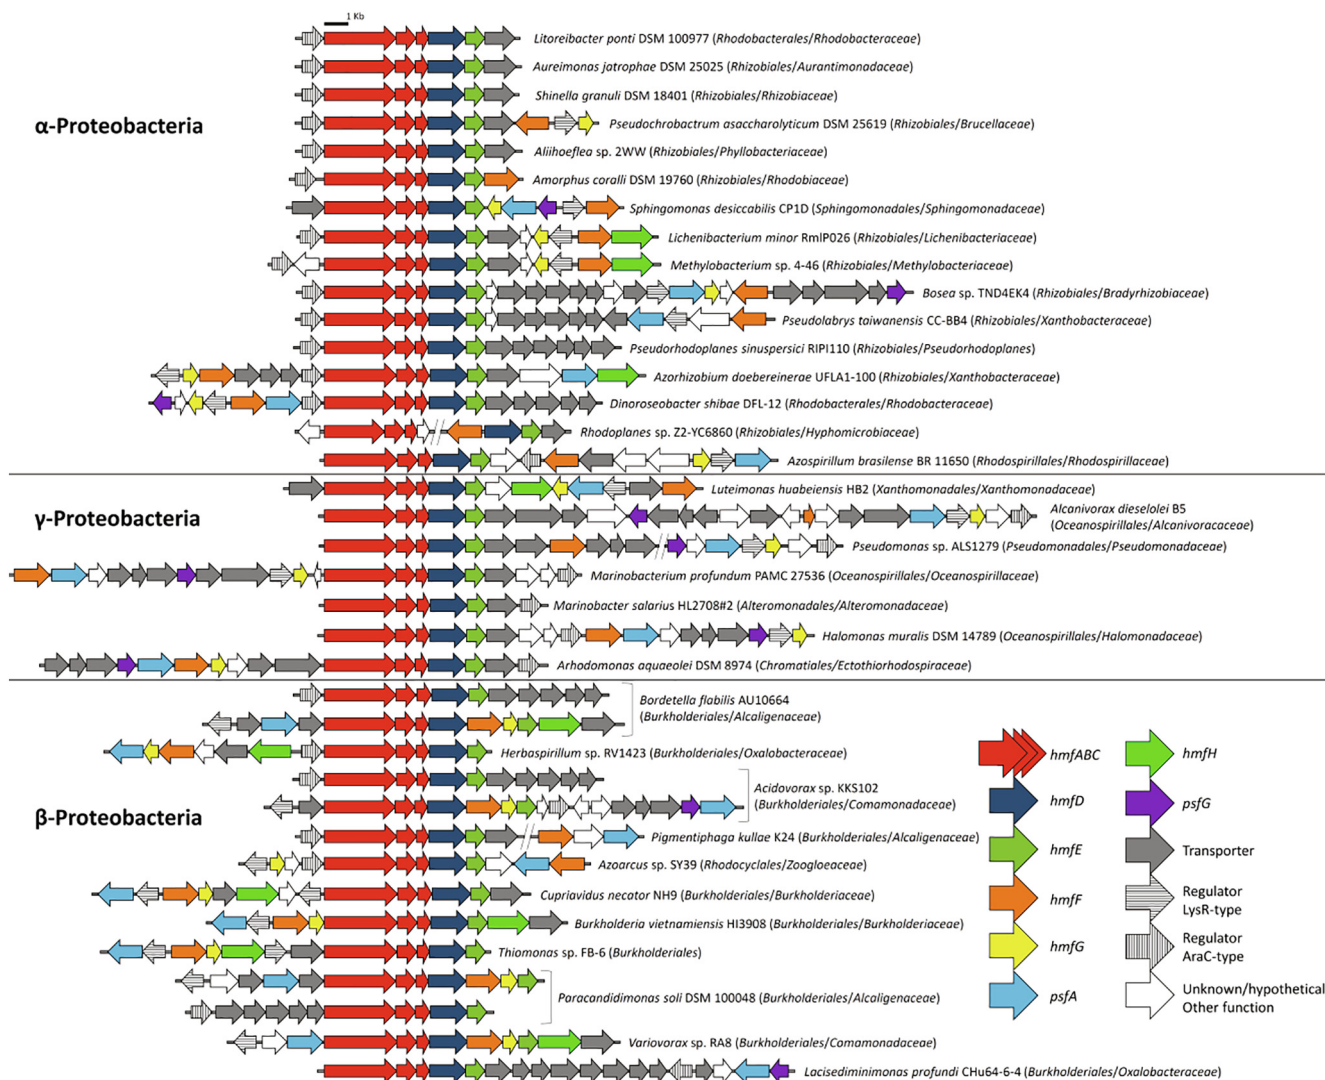 1 Kb
α-Proteobacteria
Litoreibacter ponti DSM 100977 (Rhodobacterales/Rhodobacteraceae)
Aureimonas jatrophae DSM 25025 (Rhizobiales/Aurantimonadaceae)
Shinella granuli DSM 18401 (Rhizobiales/Rhizobiaceae)
Pseudochrobactrum asaccharolyticum DSM 25619 (Rhizobiales/Brucellaceae)
Aliihoeflea sp. 2WW (Rhizobiales/Phyllobacteriaceae)
Amorphus coralli DSM 19760 (Rhizobiales/Rhodobiaceae)
Sphingomonas desiccabilis CP1D (Sphingomonadales/Sphingomonadaceae)
Lichenibacterium minor RmlP026 (Rhizobiales/Lichenibacteriaceae)
Methylobacterium sp. 4-46 (Rhizobiales/Methylobacteriaceae)
Bosea sp. TND4EK4 (Rhizobiales/Bradyrhizobiaceae)
Pseudolabrys taiwanensis CC-BB4 (Rhizobiales/Xanthobacteraceae)
Pseudorhodoplanes sinuspersici RIPI110 (Rhizobiales/Pseudorhodoplanes)
Azorhizobium doebereinerae UFLA1-100 (Rhizobiales/Xanthobacteraceae)
Dinoroseobacter shibae DFL-12 (Rhodobacterales/Rhodobacteraceae)
Rhodoplanes sp. Z2-YC6860 (Rhizobiales/Hyphomicrobiaceae)
Azospirillum brasilense BR 11650 (Rhodospirillales/Rhodospirillaceae)
γ-Proteobacteria
Luteimonas huabeiensis HB2 (Xanthomonadales/Xanthomonadaceae)
Alcanivorax dieselolei B5
(Oceanospirillales/Alcanivoracaceae)
Pseudomonas sp. ALS1279 (Pseudomonadales/Pseudomonadaceae)
Marinobacterium profundum PAMC 27536 (Oceanospirillales/Oceanospirillaceae)
Marinobacter salarius HL2708#2 (Alteromonadales/Alteromonadaceae)
Halomonas muralis DSM 14789 (Oceanospirillales/Halomonadaceae)
Arhodomonas aquaeolei DSM 8974 (Chromatiales/Ectothiorhodospiraceae)
β-Proteobacteria
Bordetella flabilis AU10664
(Burkholderiales/Alcaligenaceae)
Herbaspirillum sp. RV1423 (Burkholderiales/Oxalobacteraceae)
Acidovorax sp. KKS102
(Burkholderiales/Comamonadaceae)
Pigmentiphaga kullae K24 (Burkholderiales/Alcaligenaceae)
Azoarcus sp. SY39 (Rhodocyclales/Zoogloeaceae)
Cupriavidus necator NH9 (Burkholderiales/Burkholderiaceae)
Burkholderia vietnamiensis HI3908 (Burkholderiales/Burkholderiaceae)
Thiomonas sp. FB-6 (Burkholderiales)
Paracandidimonas soli DSM 100048 (Burkholderiales/Alcaligenaceae)
Variovorax sp. RA8 (Burkholderiales/Comamonadaceae)
Lacisediminimonas profundi CHu64-6-4 (Burkholderiales/Oxalobacteraceae)
hmfABC
hmfD
hmfE
hmfF
hmfG
psfA
hmfH
psfG
Transporter
Regulator
LysR-type
Regulator
AraC-type
Unknown/hypothetical
Other function